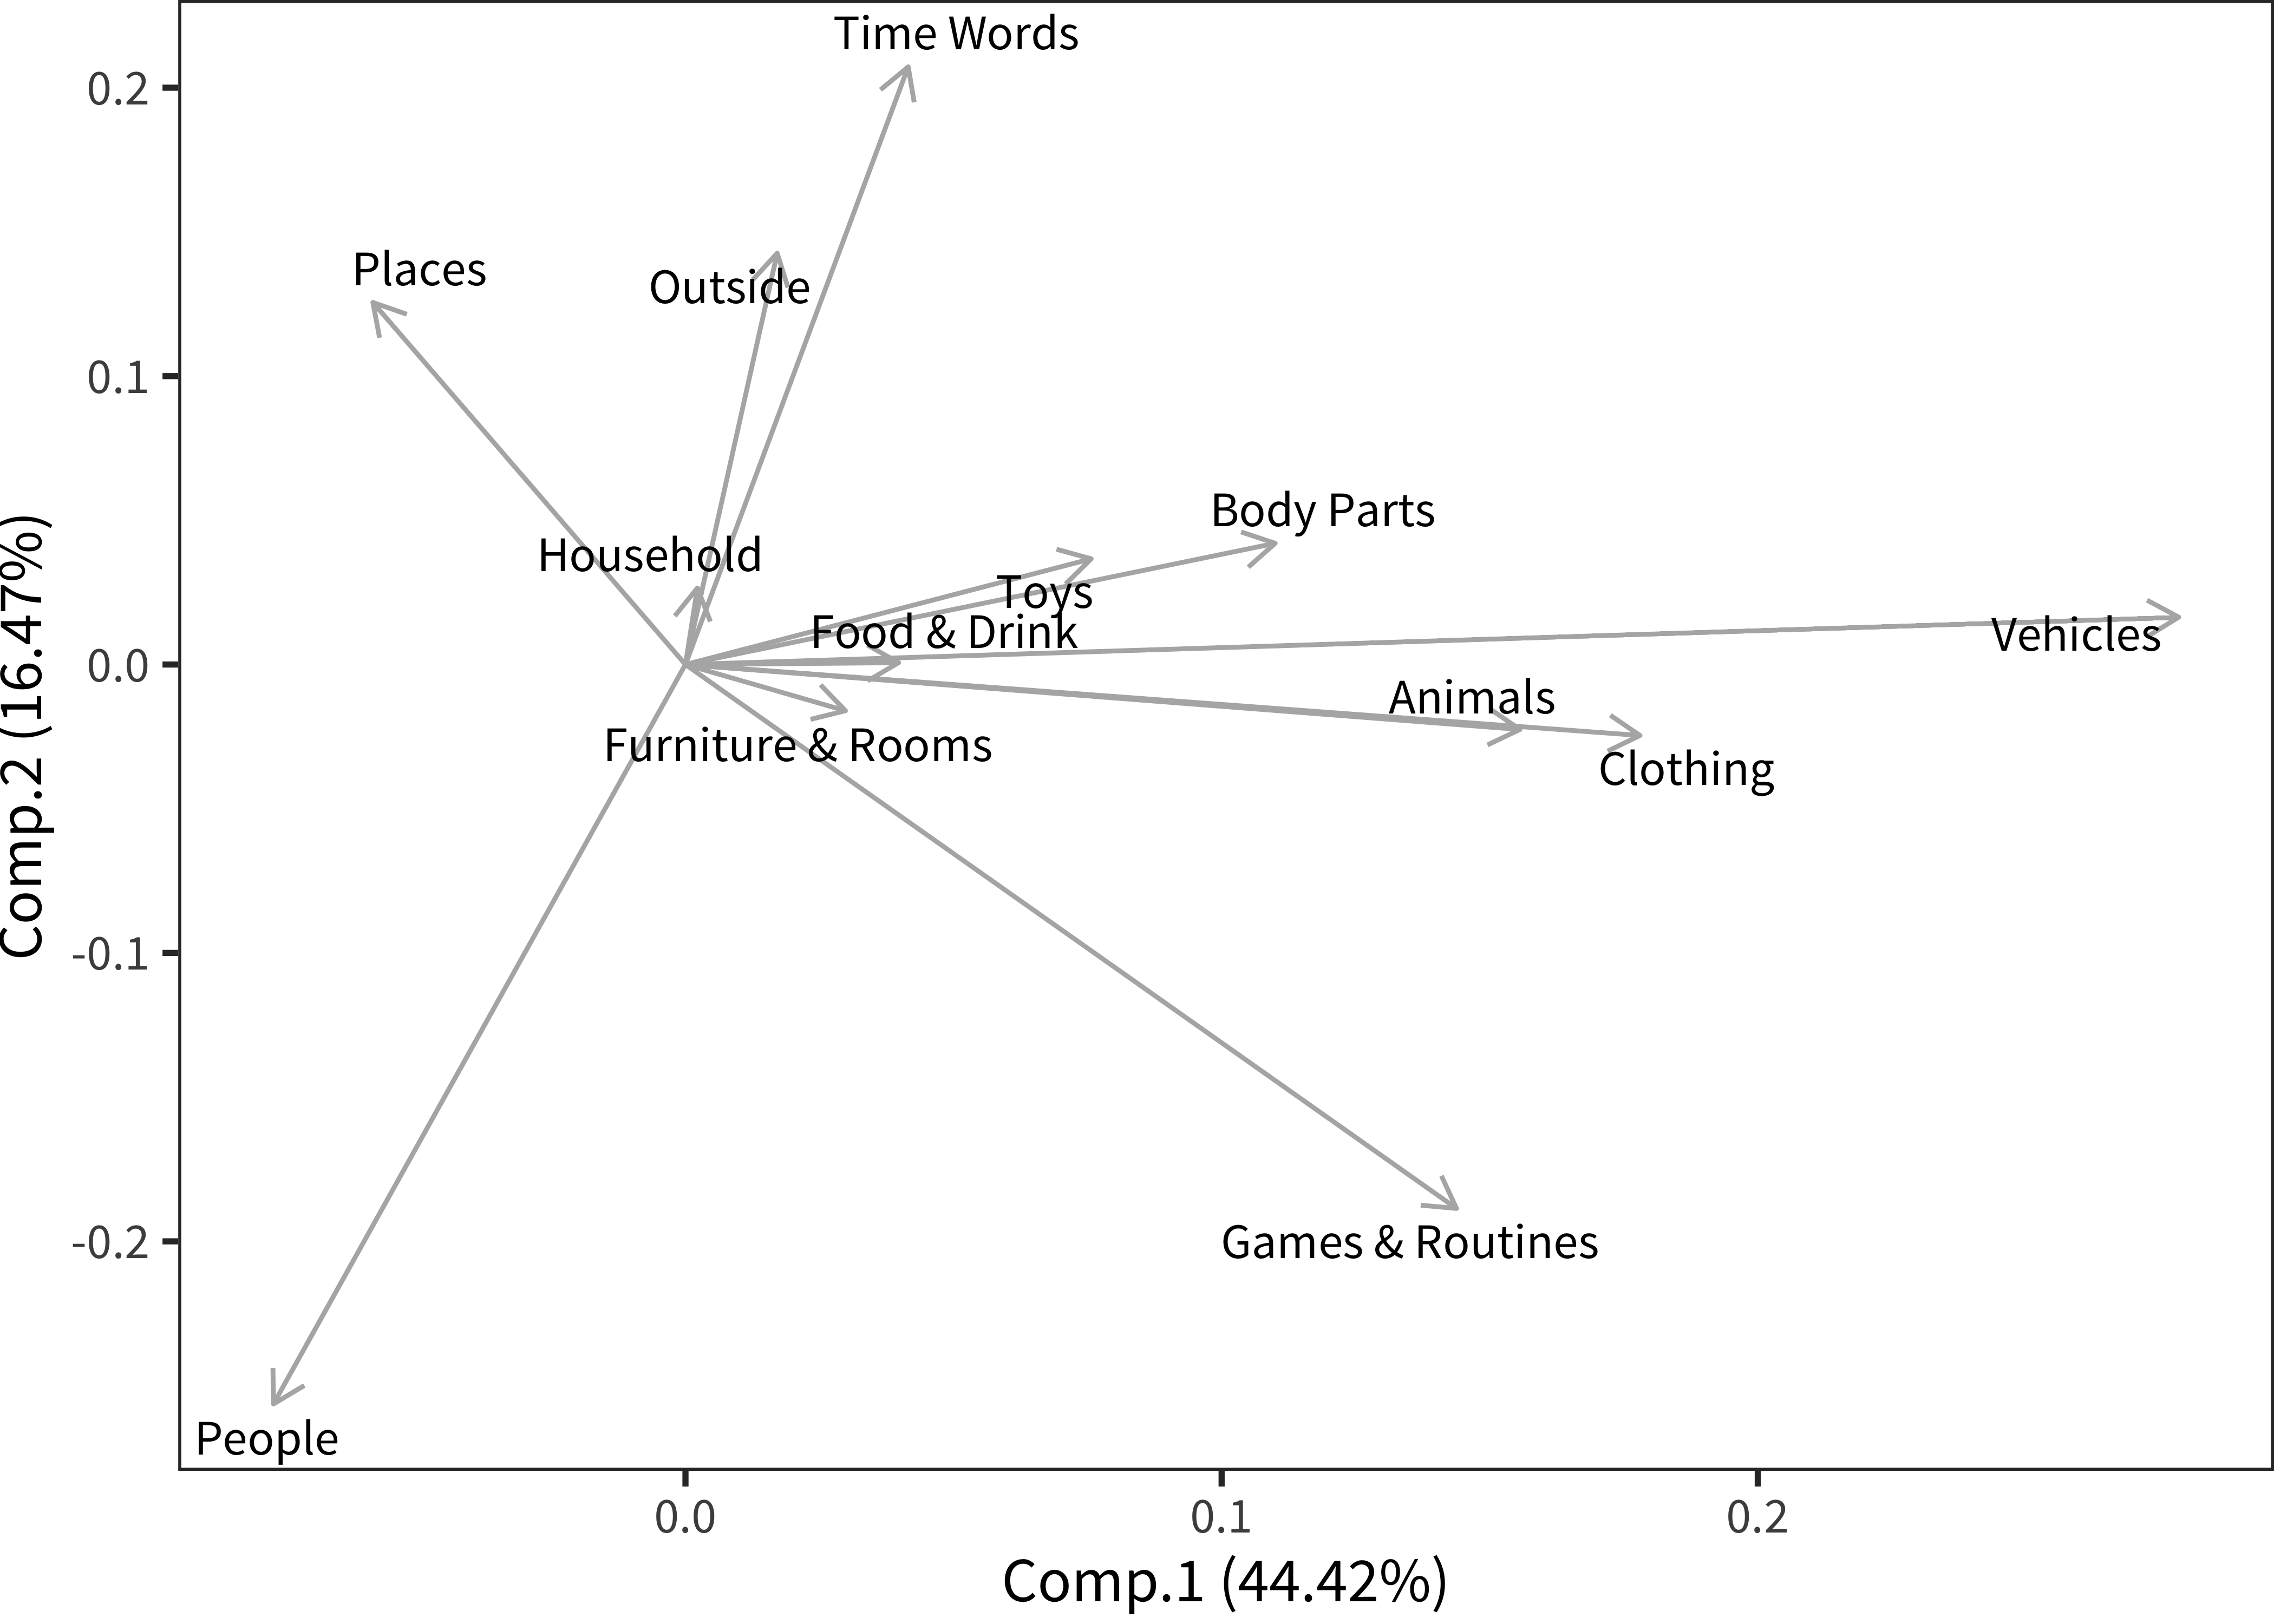 Time Words
0.2
Places
Outside
0.1
Body Parts
Household
Toys
Food & Drink
Vehicles
0.0
Animals
Furniture & Rooms
Clothing
Comp.2 (16.47%)
-0.1
-0.2
Games & Routines
People
0.0 0.1 0.2
Comp.1 (44.42%)